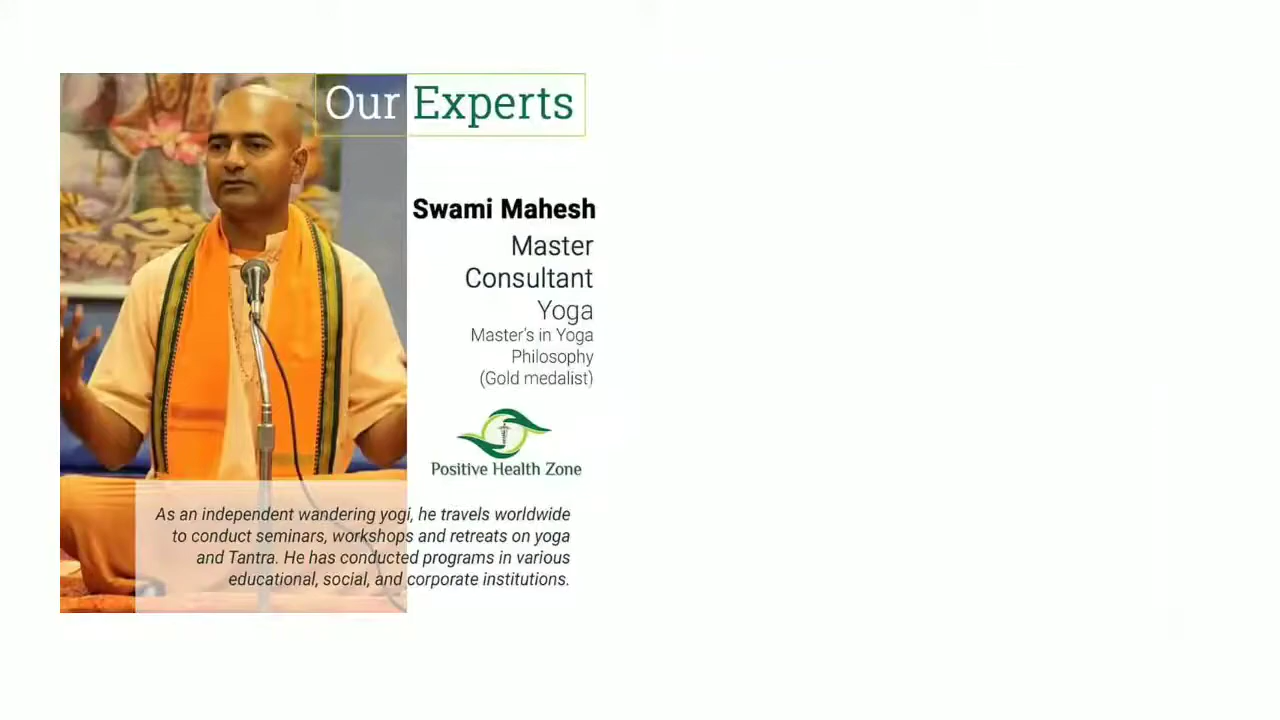 Our Experts
Swami Mahesh
Master
Consultant
Yoga
Master's in Yoga
Philosophy
(Gold medalist)
Positive Health Zone
As an independent wandering yogi, he travels worldwide
to conduct seminars, workshops and retreats on yoga
and Tantra. He has conducted programs in various
educational, social, and corporate institutions.